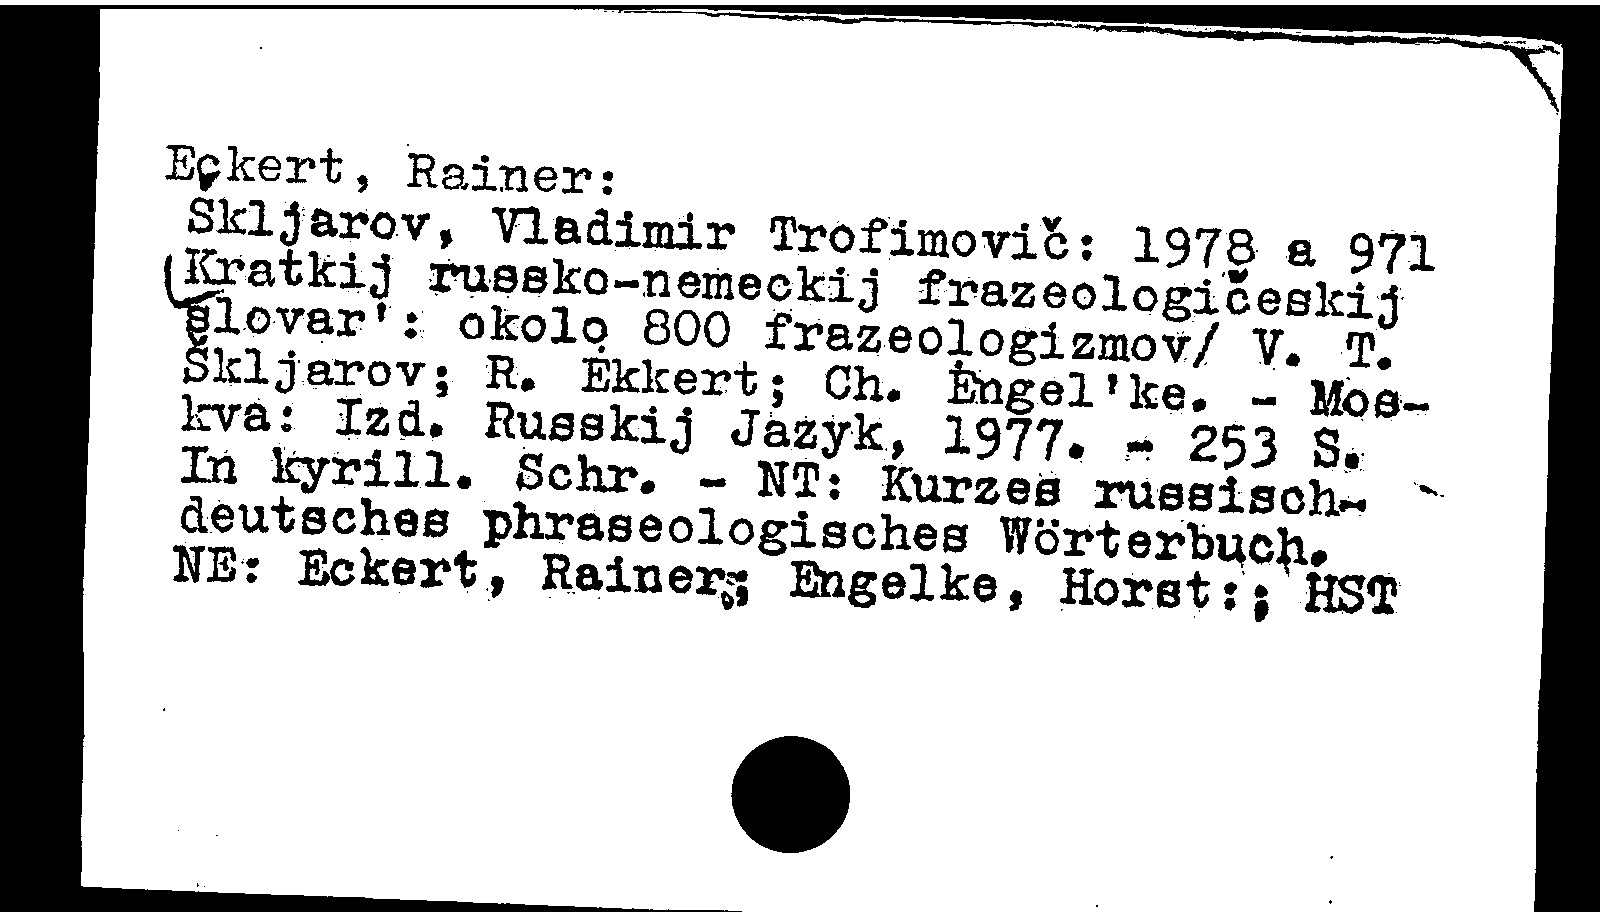 Eckert, Rainer:
Skljarov, Vladimir Trofimovič: 1978 a 971
Kratkij russko-nemeckij frazeologičeskij
slovar': okolo 800 frazeologizmov/ V. T.
Škljarov; R. Ėkkert; Ch. Ėngel'ke. - Mos-
kva: Izd. Russkij Jazyk, 1977. - 253 S.
In kyrill. Schr. - NT: Kurzes russisch-
deutsches phraseologisches Wörterbuch.
NE: Eckert, Rainer:; Engelke, Horst:; HST